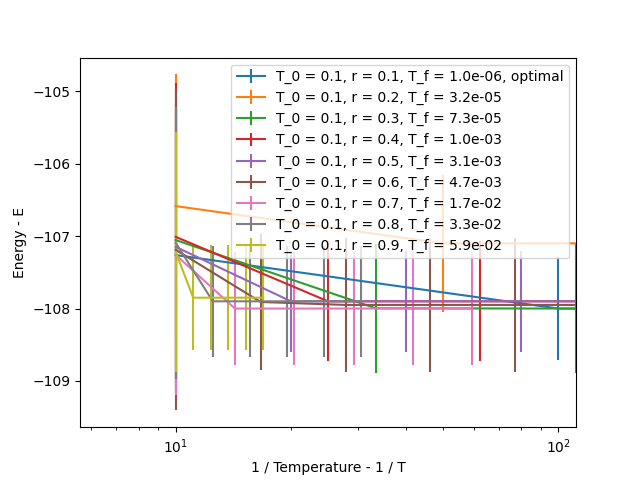 T_0 = 0.1, r = 0.1, T_f = 1.0e-06, optimal
T_0 = 0.1, r = 0.2, T_f = 3.2e-05
T_0 = 0.1, r = 0.3, T_f = 7.3e-05
T_0 = 0.1, r = 0.4, T_f = 1.0e-03
T_0 = 0.1, r = 0.5, T_f = 3.1e-03
T_0 = 0.1, r = 0.6, T_f = 4.7e-03
T_0 = 0.1, r = 0.7, T_f = 1.7e-02
T_0 = 0.1, r = 0.8, T_f = 3.3e-02
T_0 = 0.1, r = 0.9, T_f = 5.9e-02
−105
−106
−107
−108
−109
Energy - E
10¹ 10²
1 / Temperature - 1 / T